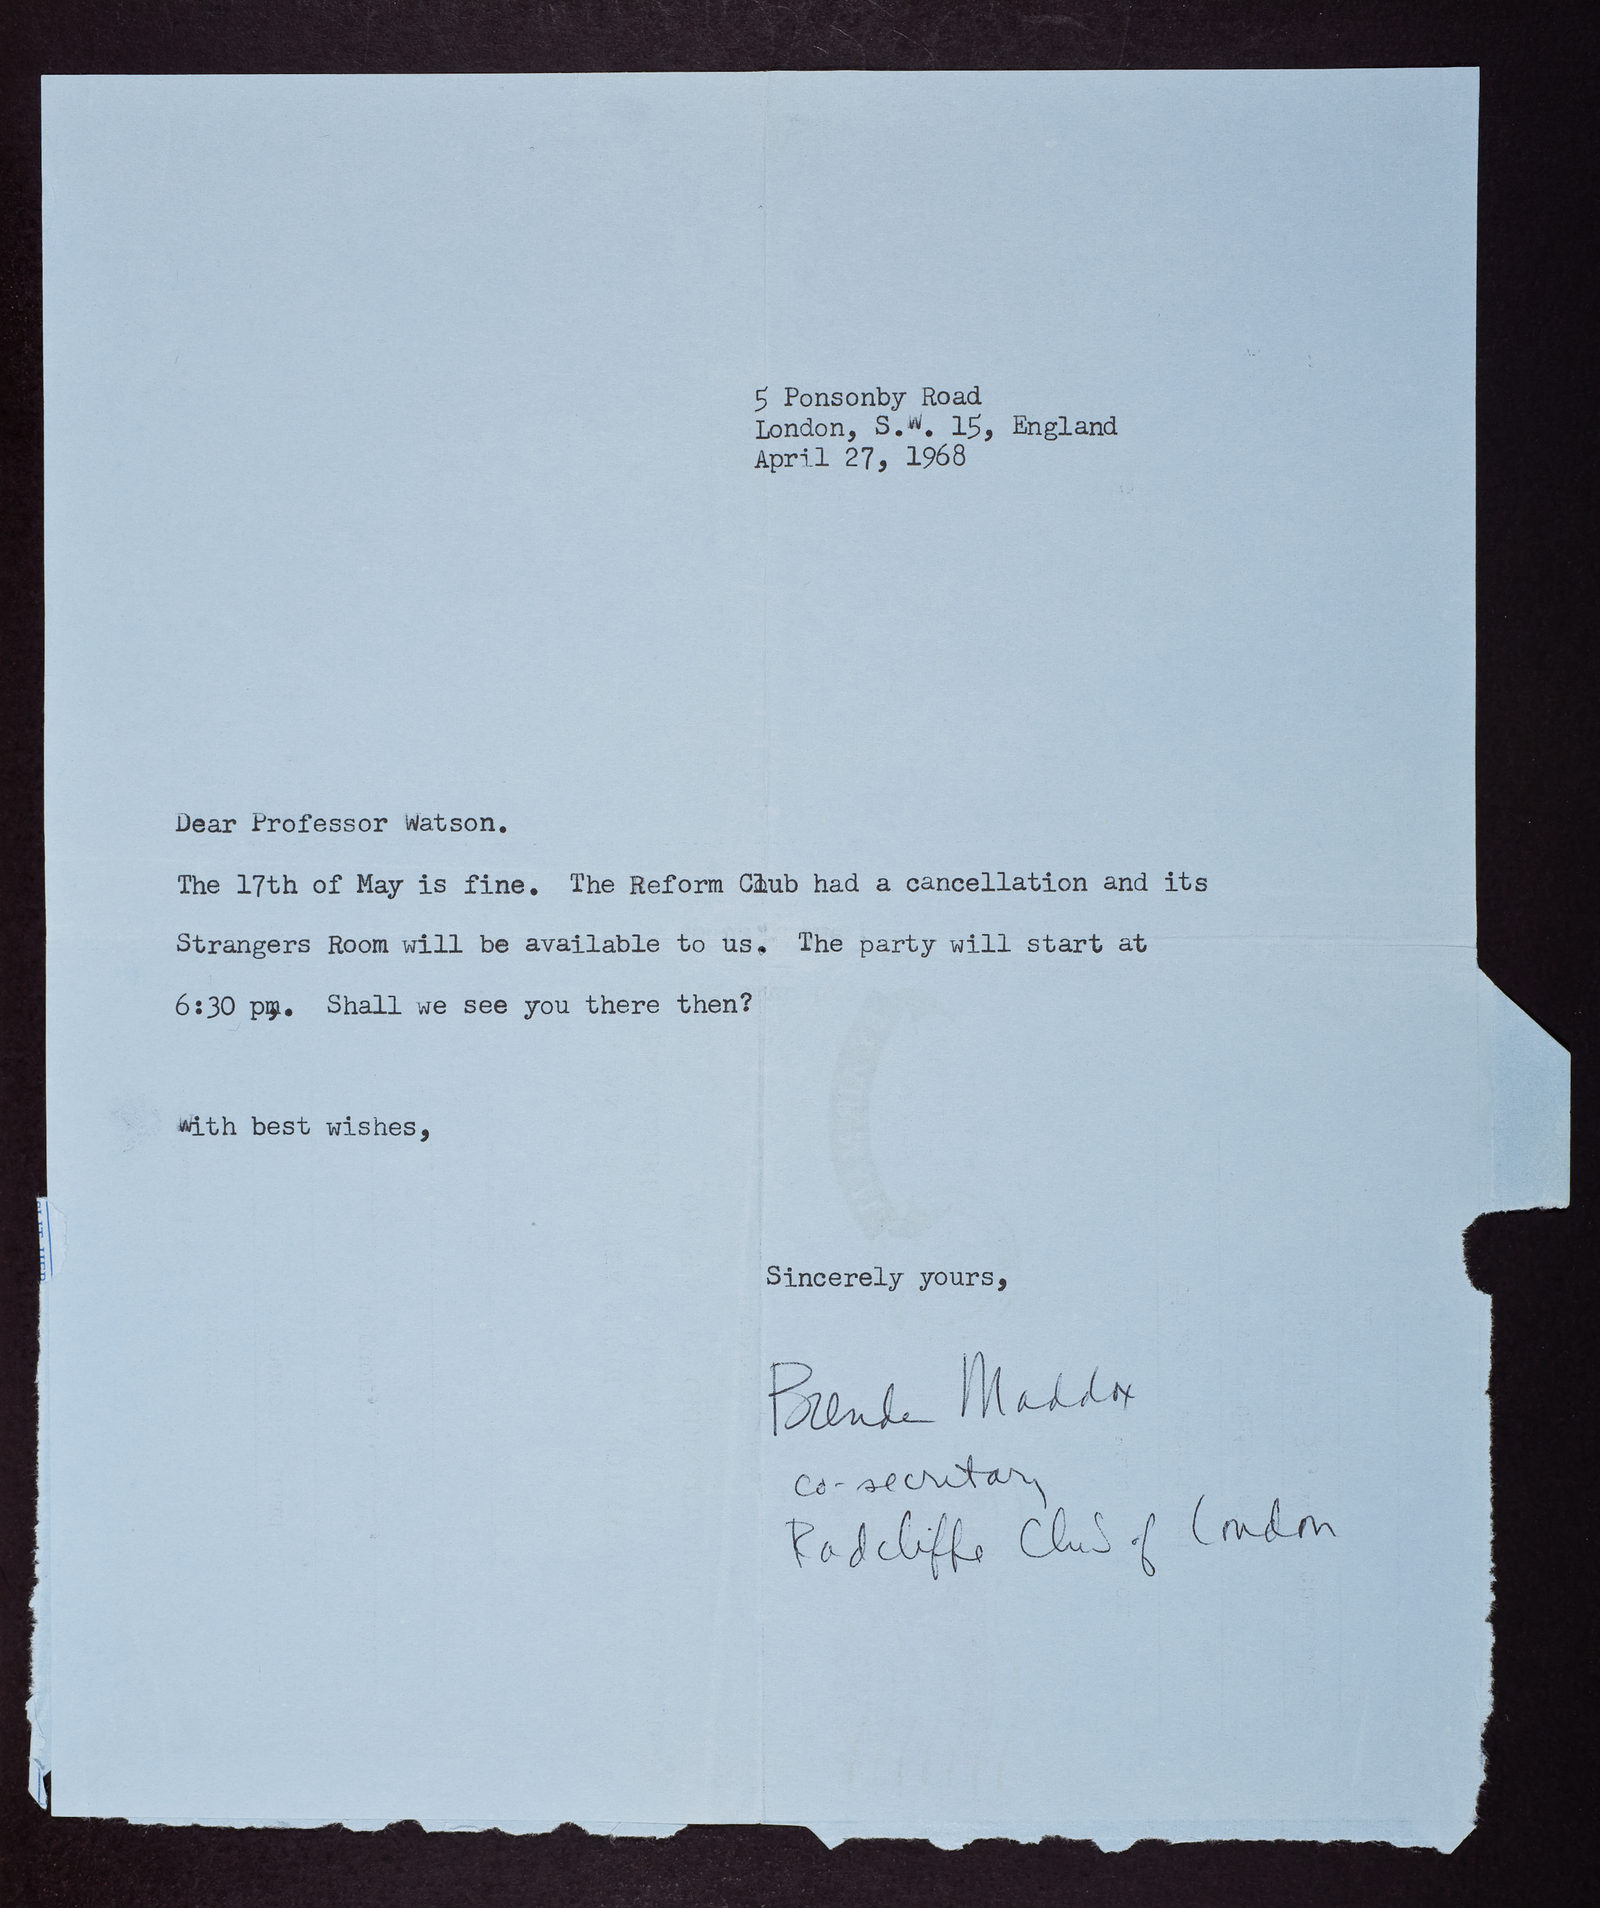 5 Ponsonby Road
London, S.W. 15, England
April 27, 1968
Dear Professor Watson.
The 17th of May is fine. The Reform Club had a cancellation and its
Strangers Room will be available to us. The party will start at
6:30 pm. Shall we see you there then?
With best wishes,
Sincerely yours,
Brenda Maddox
co-secretary
Radcliffe Club of London